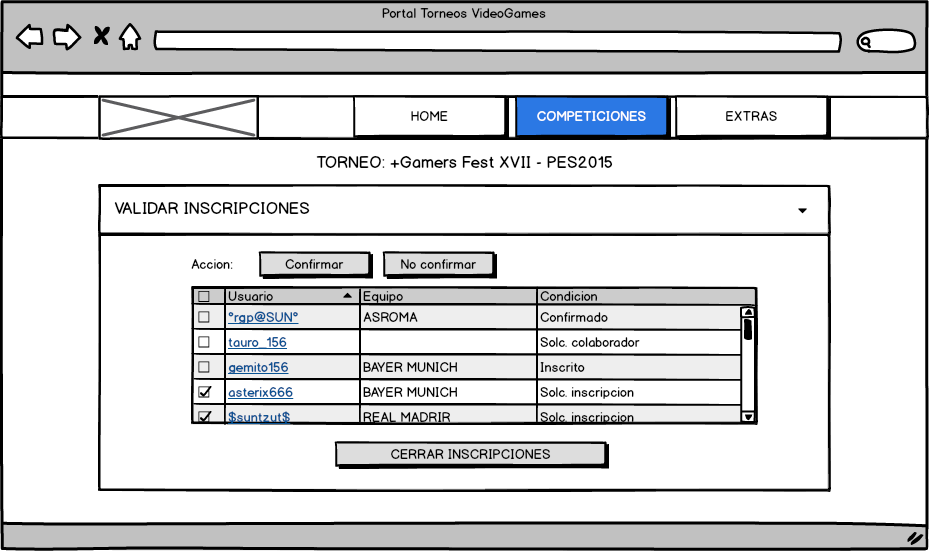 Portal Torneos VideoGames
HOME COMPETICIONES EXTRAS
TORNEO: +Gamers Fest XVII - PES2015
VALIDAR INSCRIPCIONES
Accion: Confirmar No confirmar
Usuario Equipo Condicion
°rgp@SUN° ASROMA Confirmado
tauro_156 Solc. colaborador
gemito156 BAYER MUNICH Inscrito
asterix666 BAYER MUNICH Solc. inscripcion
$suntzut$ REAL MADRIR Solc. inscripcion
CERRAR INSCRIPCIONES